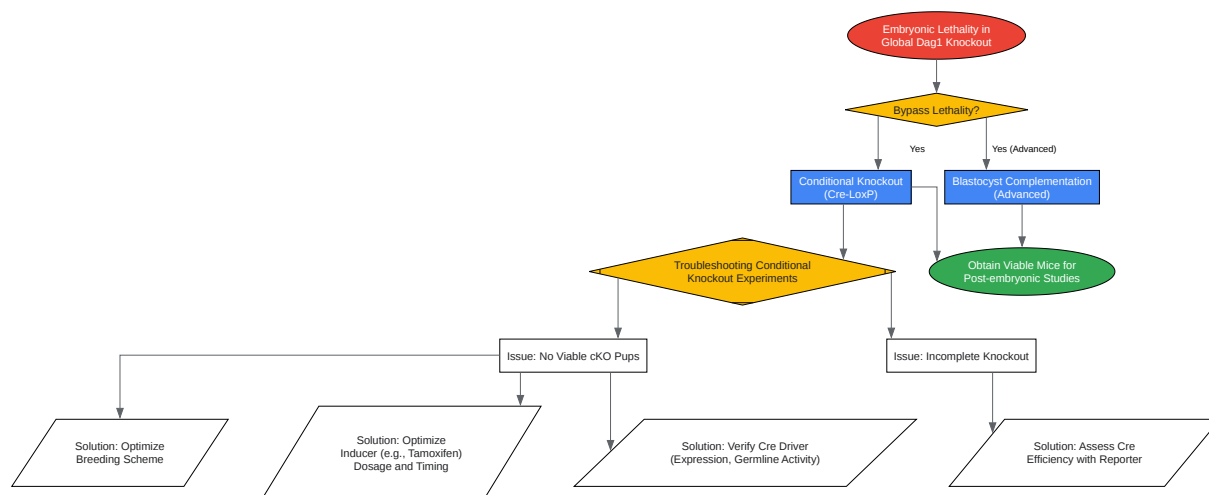 Embryonic Lethality in
Global Dag1 Knockout
Bypass Lethality?
Yes
Yes (Advanced)
Conditional Knockout
(Cre-LoxP)
Blastocyst Complementation
(Advanced)
Troubleshooting Conditional
Knockout Experiments
Obtain Viable Mice for
Post-embryonic Studies
Issue: No Viable cKO Pups
Issue: Incomplete Knockout
Solution: Optimize
Breeding Scheme
Solution: Optimize
Inducer (e.g., Tamoxifen)
Dosage and Timing
Solution: Verify Cre Driver
(Expression, Germline Activity)
Solution: Assess Cre
Efficiency with Reporter